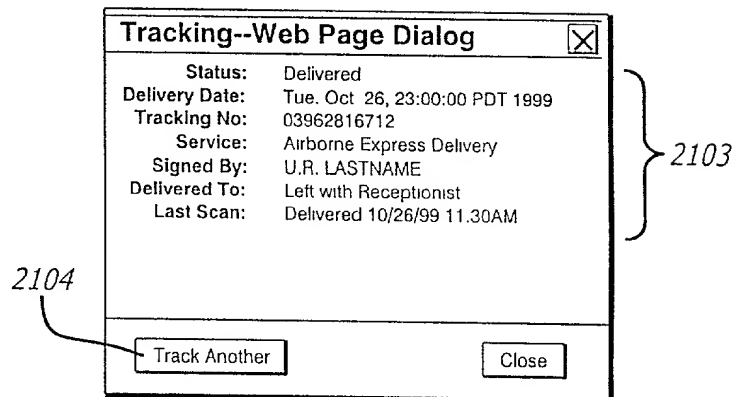 Tracking--Web Page Dialog
Status: Delivered
Delivery Date: Tue. Oct 26, 23:00:00 PDT 1999
Tracking No: 03962816712
Service: Airborne Express Delivery
Signed By: U.R. LASTNAME
Delivered To: Left with Receptionist
Last Scan: Delivered 10/26/99 11.30AM
2103
2104
Track Another
Close